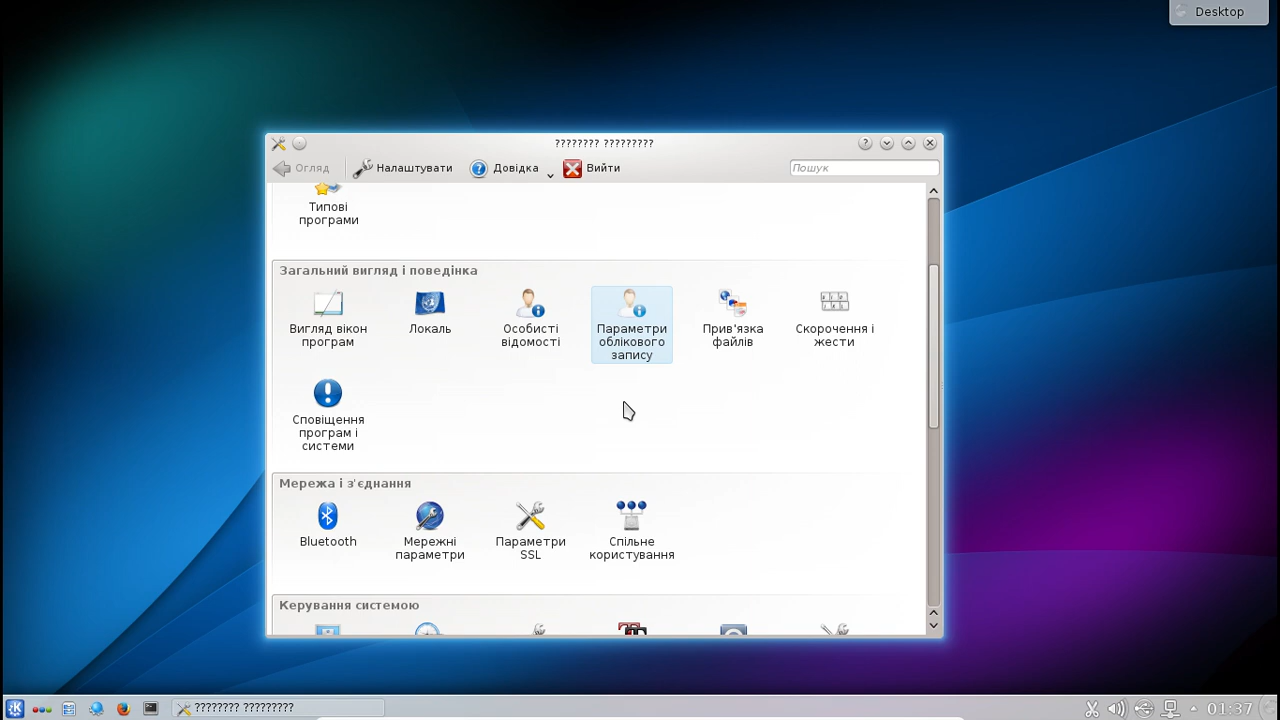 Desktop
???????? ?????????
Огляд Налаштувати Довідка Вийти Пошук
Типові
програми
Загальний вигляд і поведінка
Вигляд вікон
програм
Локаль
Особисті
відомості
Параметри
облікового
запису
Прив'язка
файлів
Скорочення і
жести
Сповіщення
програм і
системи
Мережа і з'єднання
Bluetooth
Мережні
параметри
Параметри
SSL
Спільне
користування
Керування системою
???????? ?????????
01:37